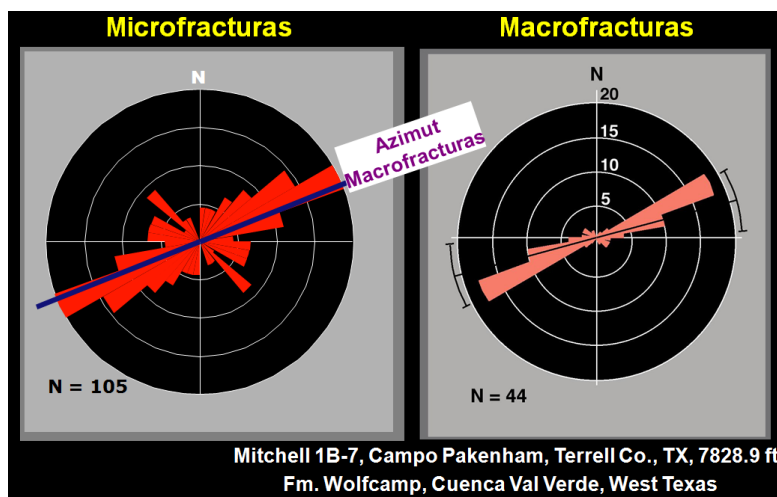 Microfracturas
Macrofracturas
N
Azimut
Macrofracturas
N = 105
N
20
15
10
5
N = 44
Mitchell 1B-7, Campo Pakenham, Terrell Co., TX, 7828.9 ft
Fm. Wolfcamp, Cuenca Val Verde, West Texas